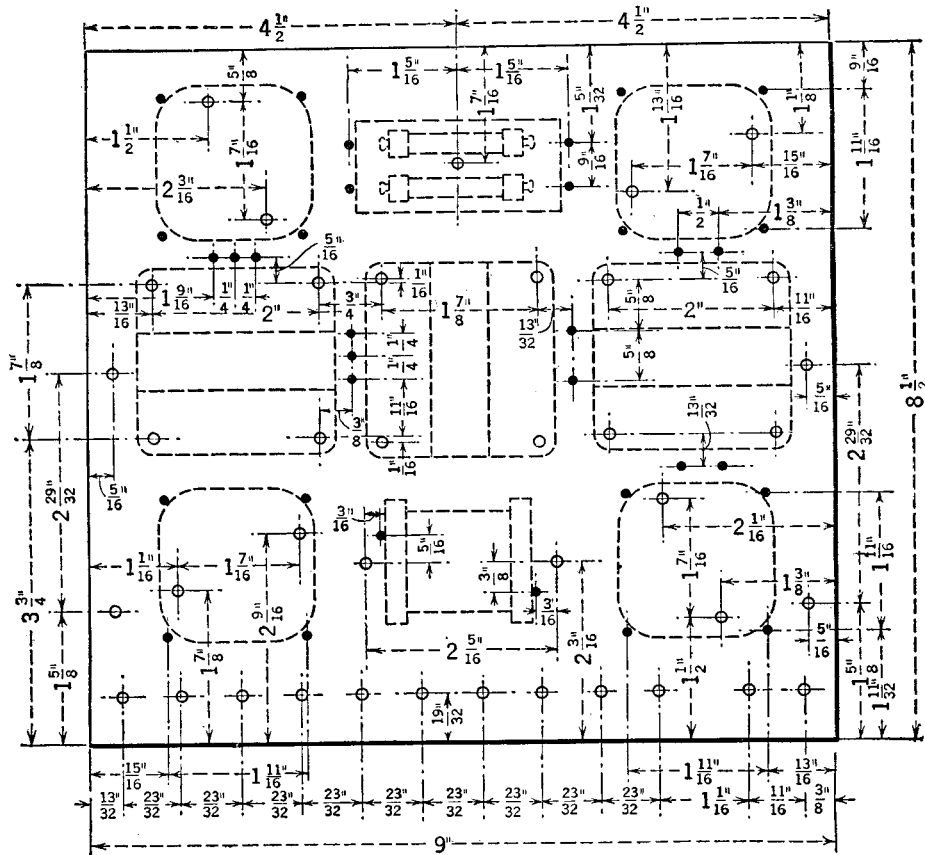 4 1/2" 4 1/2"
5/8" 1 5/16" 1 5/16" 1 7/16" 1 5/32" 1 13/16" 1 1/8" 9/16"
1 1/2" 1 7/16" 9/16" 1 7/16" 15/16" 1 11/16"
2 3/16" 1/2" 1 3/8"
5/16" 5/16"
13/16" 1 9/16" 1/4" 1/4" 2" 3/4" 1/16" 1 7/8" 13/32" 5/8" 2" 11/16"
1 7/8" 1/4" 1/4" 5/8" 8 1/2"
11/16" 3/8" 1/16" 13/32" 5/16" 2 29/32"
5/16" 2 29/32"
3/16" 5/16" 2 1/16" 1 11/16"
1 1/16" 1 7/16" 3/8" 1 7/16" 1 3/8"
3 3/4" 2 9/16" 3/16" 2 3/16" 5/16"
1 5/8" 1 7/8" 2 5/16" 1 1/2" 1 5/8" 1 11/32"
19/32"
15/16" 1 11/16" 1 11/16" 13/16"
13/32" 23/32" 23/32" 23/32" 23/32" 23/32" 23/32" 23/32" 23/32" 23/32" 1 1/16" 11/16" 3/8"
9"